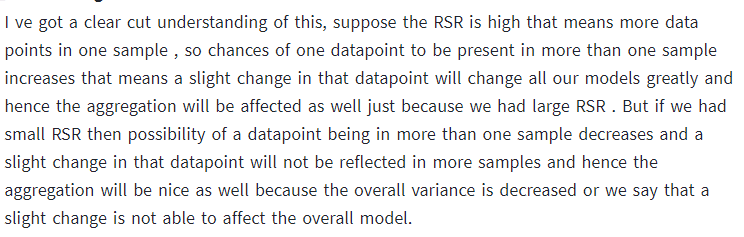 I ve got a clear cut understanding of this, suppose the RSR is high that means more data
points in one sample , so chances of one datapoint to be present in more than one sample
increases that means a slight change in that datapoint will change all our models greatly and
hence the aggregation will be affected as well just because we had large RSR . But if we had
small RSR then possibility of a datapoint being in more than one sample decreases and a
slight change in that datapoint will not be reflected in more samples and hence the
aggregation will be nice as well because the overall variance is decreased or we say that a
slight change is not able to affect the overall model.